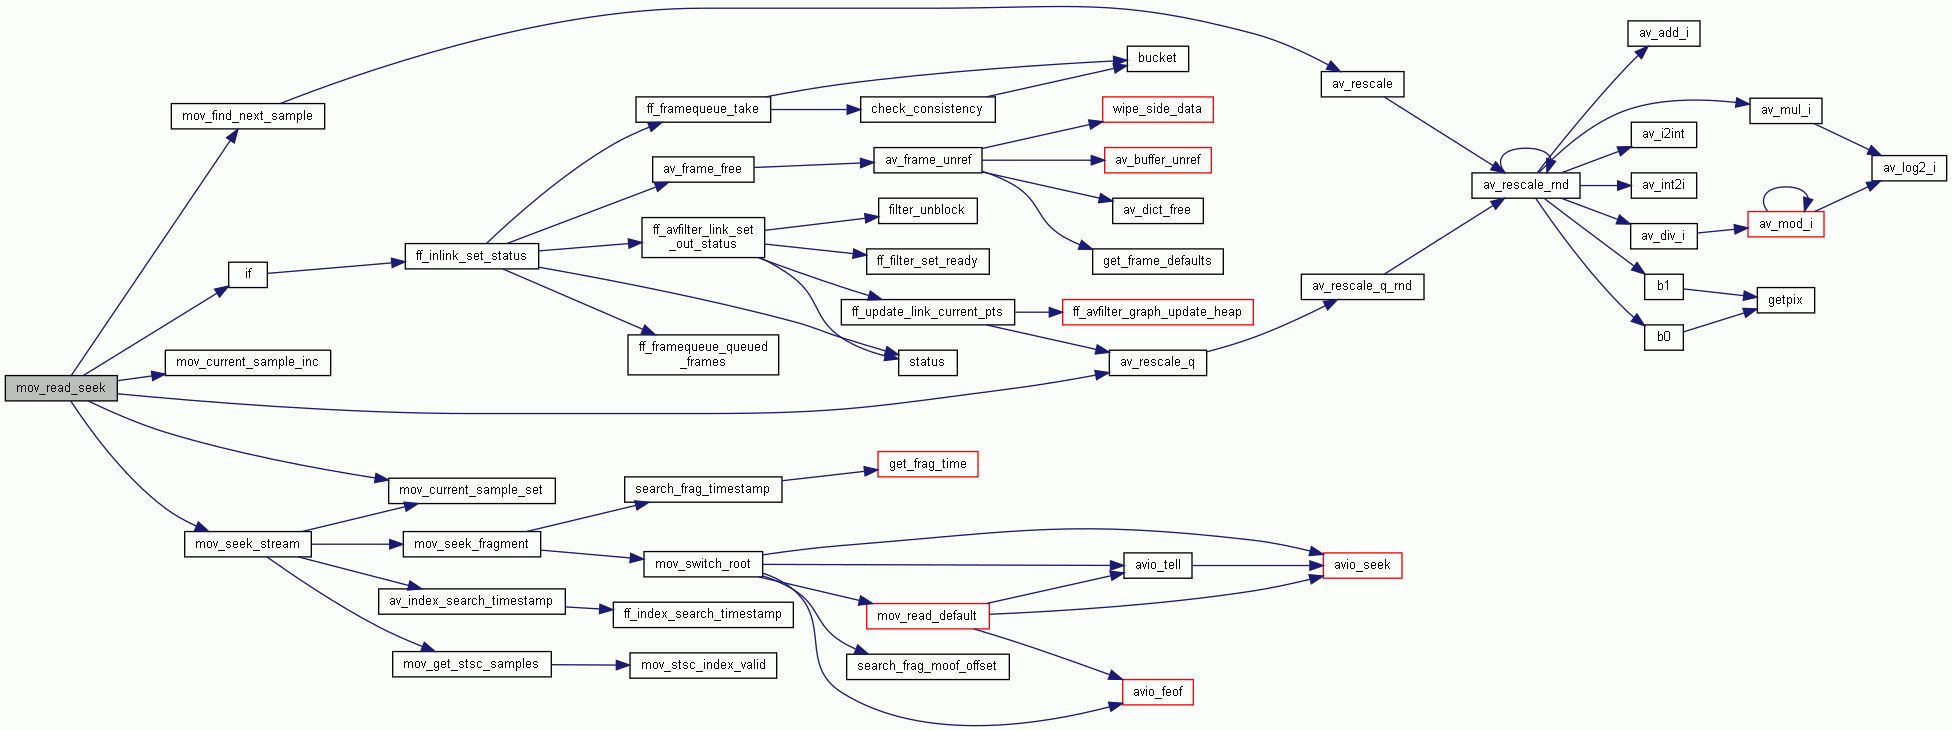 mov_read_seek
mov_find_next_sample
if
mov_current_sample_inc
mov_current_sample_set
mov_seek_stream
ff_inlink_set_status
mov_seek_fragment
av_index_search_timestamp
mov_get_stsc_samples
ff_framequeue_take
av_frame_free
ff_avfilter_link_set
_out_status
ff_framequeue_queued
_frames
search_frag_timestamp
mov_switch_root
ff_index_search_timestamp
mov_stsc_index_valid
check_consistency
av_frame_unref
filter_unblock
ff_filter_set_ready
ff_update_link_current_pts
status
get_frag_time
mov_read_default
search_frag_moof_offset
bucket
wipe_side_data
av_buffer_unref
av_dict_free
get_frame_defaults
ff_avfilter_graph_update_heap
av_rescale_q
avio_tell
avio_feof
av_rescale
av_rescale_q_rnd
avio_seek
av_rescale_rnd
av_add_i
av_i2int
av_int2i
av_div_i
b1
b0
av_mul_i
av_mod_i
getpix
av_log2_i